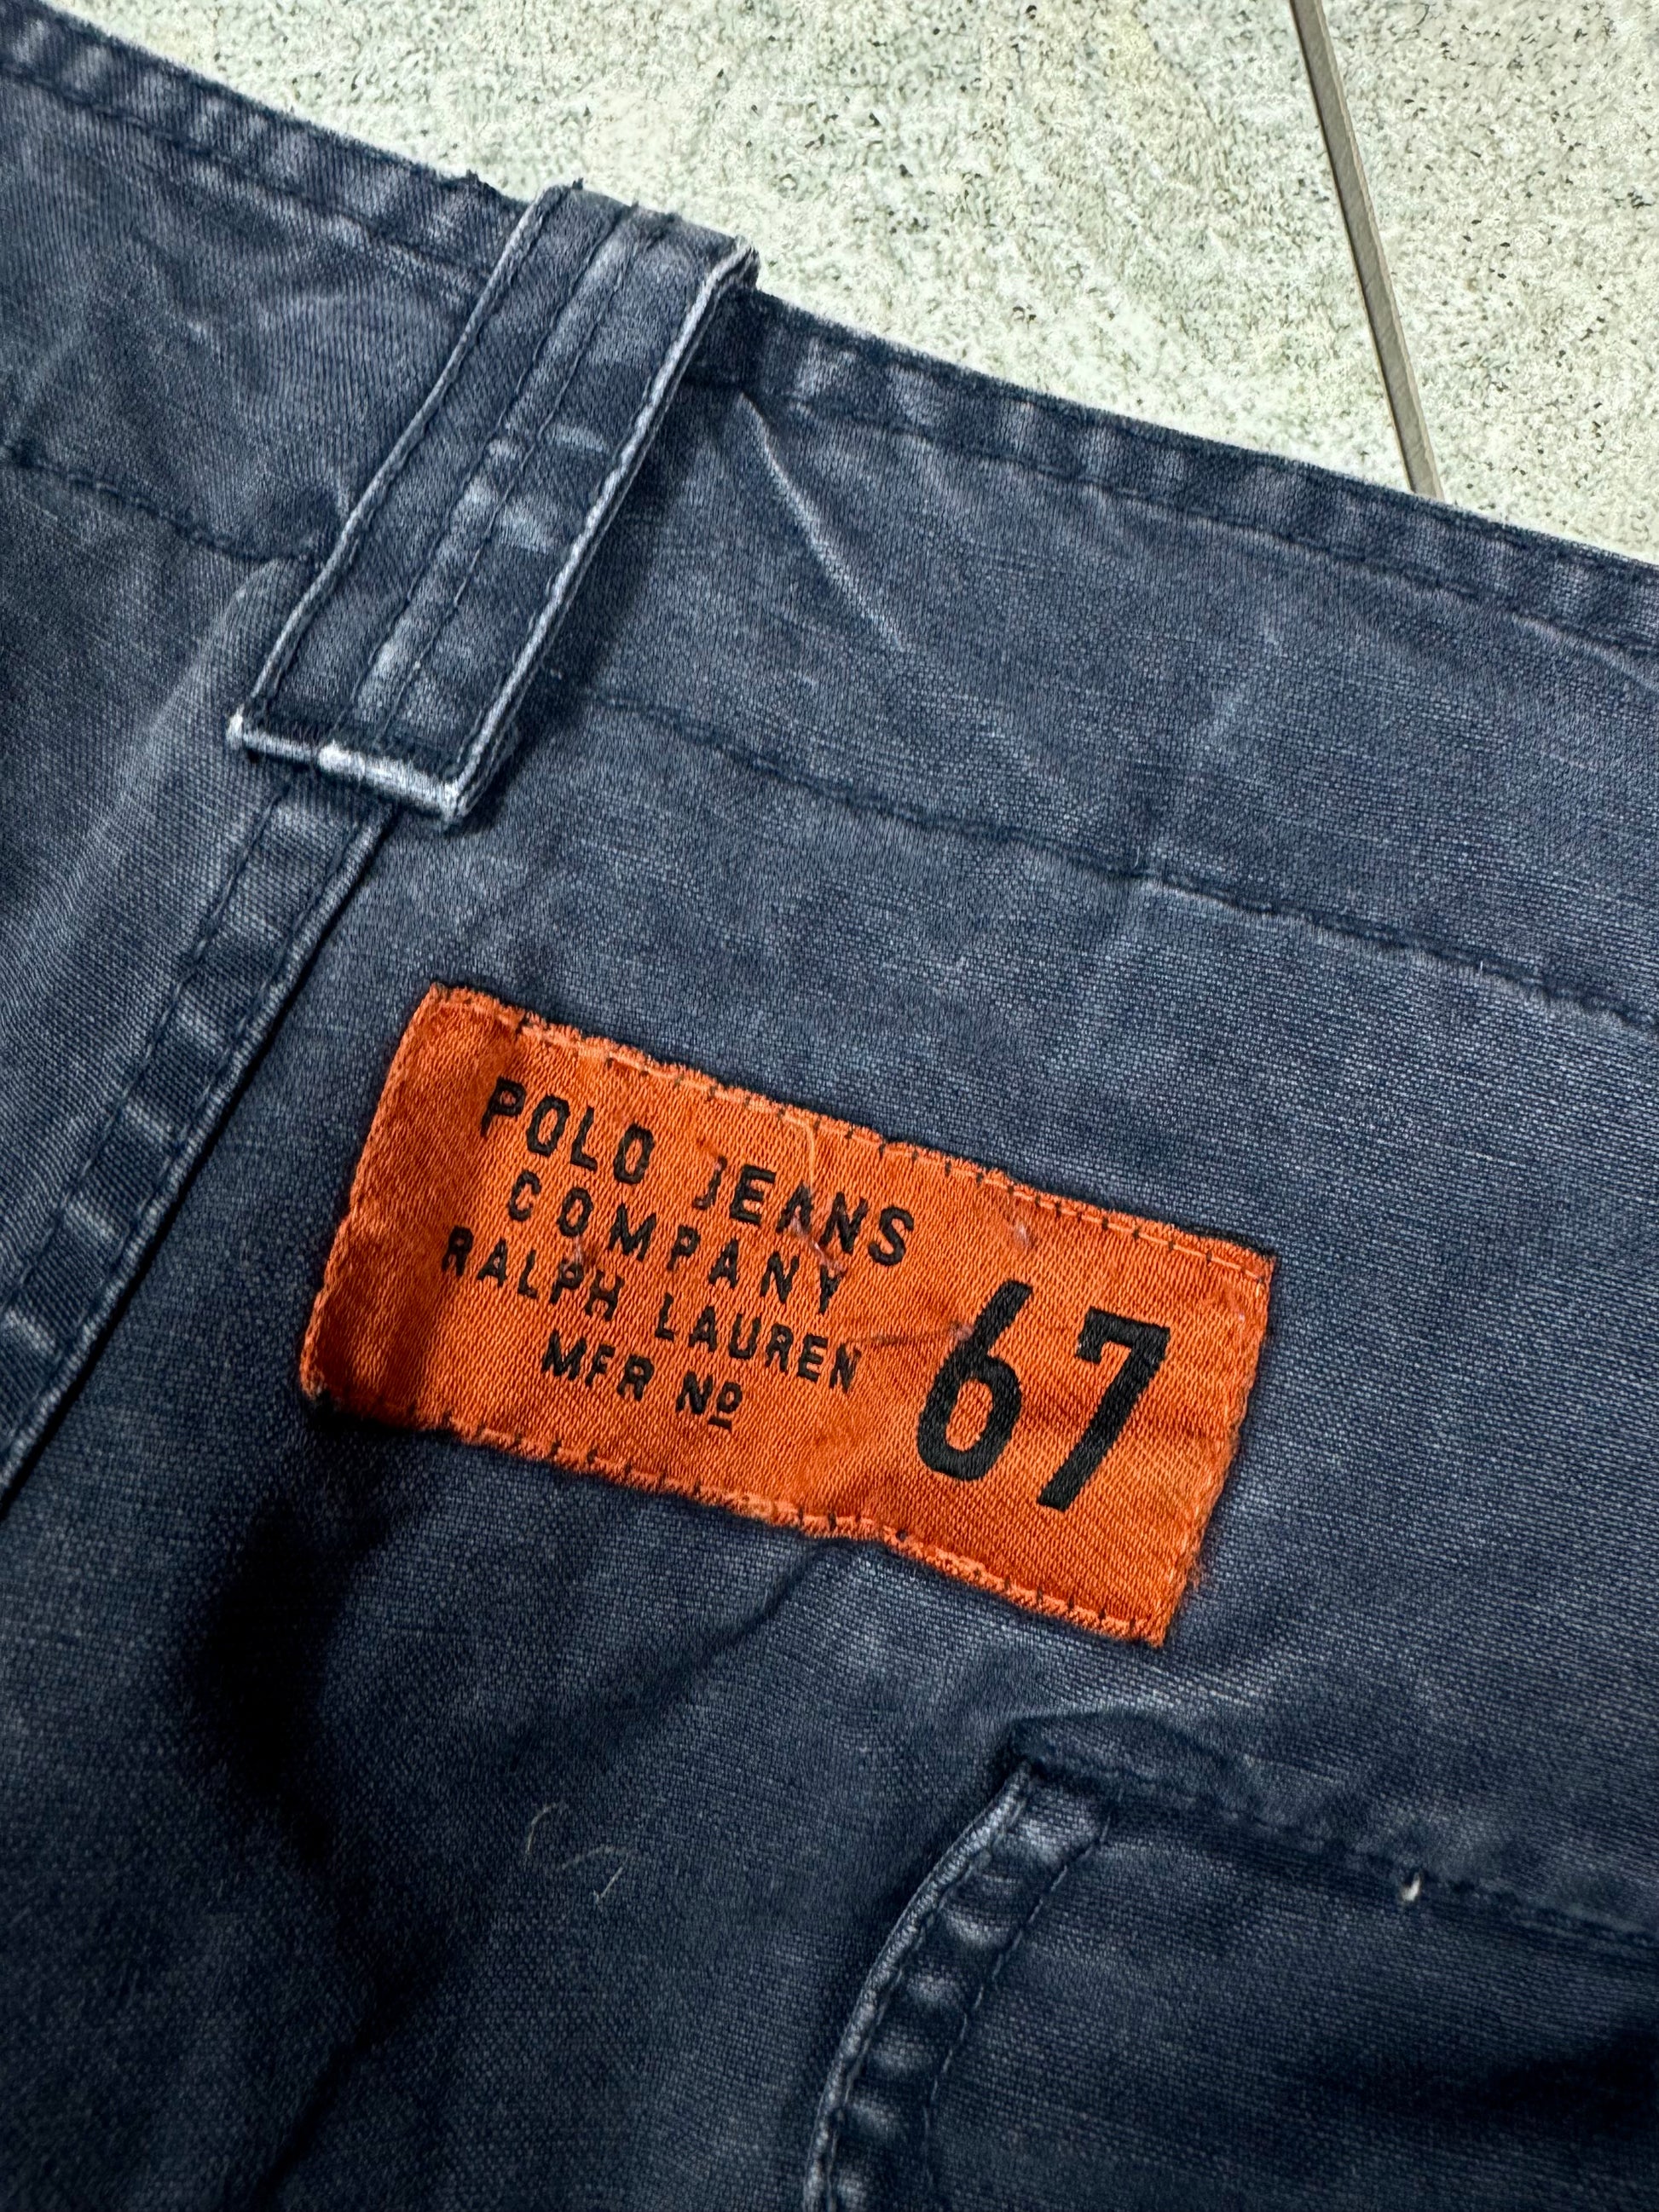 POLO JEANS
COMPANY
RALPH LAUREN
MFR Nº
67